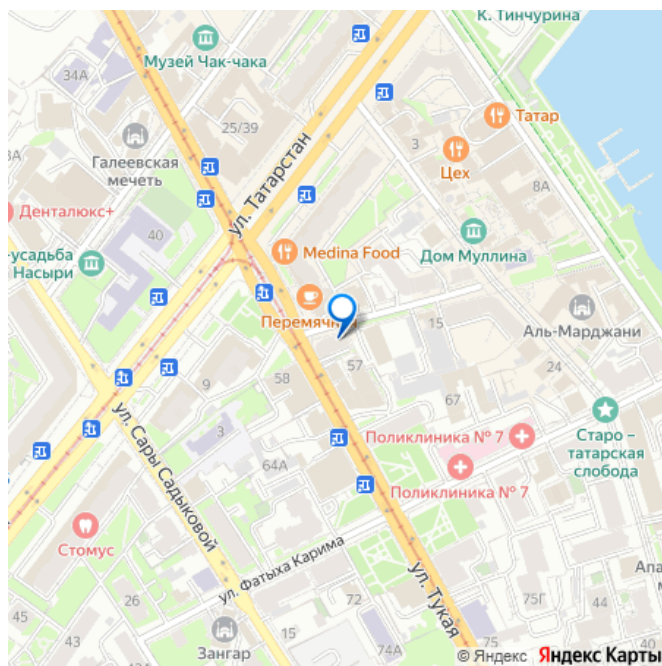 К. Тинчурина
Музей Чак-чака
34А
25/39
Татар
Галеевская
мечеть
3
Цех
8А
ул. Татарстан
Денталюкс+
40
-усадьба
Насыри
Medina Food
Дом Муллина
Перемячн
15
Аль-Марджани
9
58
57
24
67
ул. Сары Садыковой
3
Поликлиника № 7
Старо –
татарская
слобода
64А
Поликлиника № 7
Стомус
ул. Фатыха Карима
ул. Тукая
Апа
45
26
72
75Г
44
40
Зангар
15
74А
75
© Яндекс Яндекс Карты